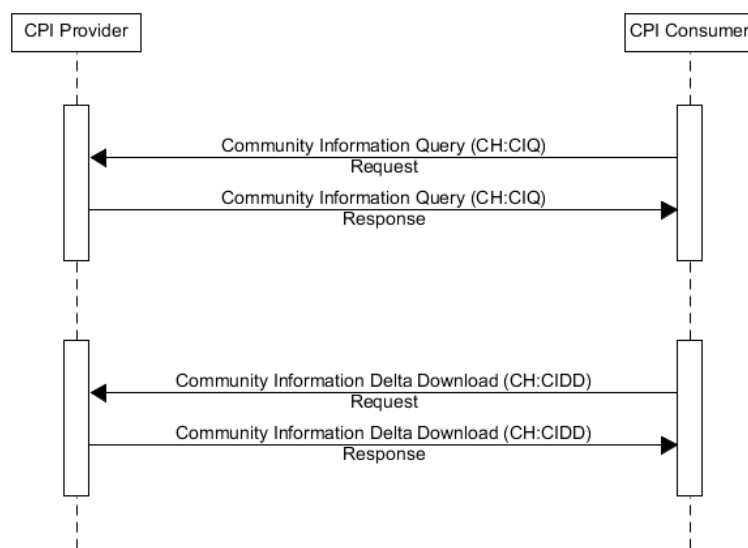 CPI Provider
CPI Consumer
Community Information Query (CH:CIQ)
Request
Community Information Query (CH:CIQ)
Response
Community Information Delta Download (CH:CIDD)
Request
Community Information Delta Download (CH:CIDD)
Response